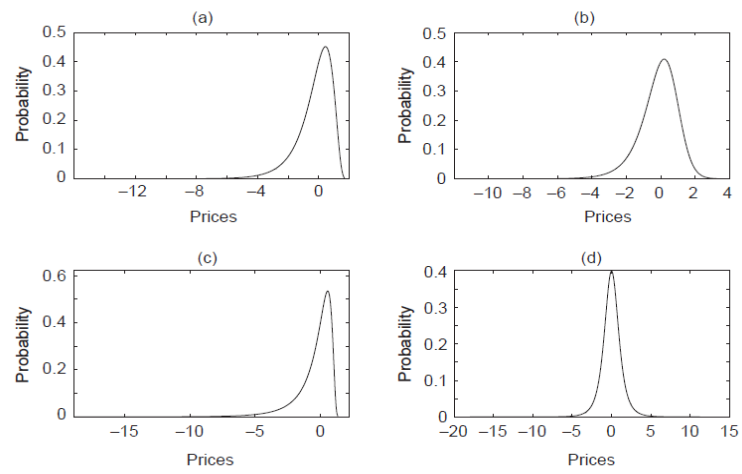 (a)
0.5
0.4
0.3
0.2
0.1
0
Probability
–12 –8 –4 0
Prices
(b)
0.5
0.4
0.3
0.2
0.1
0
Probability
–10 –8 –6 –4 –2 0 2 4
Prices
(c)
0.6
0.4
0.2
0
Probability
–15 –10 –5 0
Prices
(d)
0.4
0.3
0.2
0.1
0
Probability
–20 –15 –10 –5 0 5 10 15
Prices